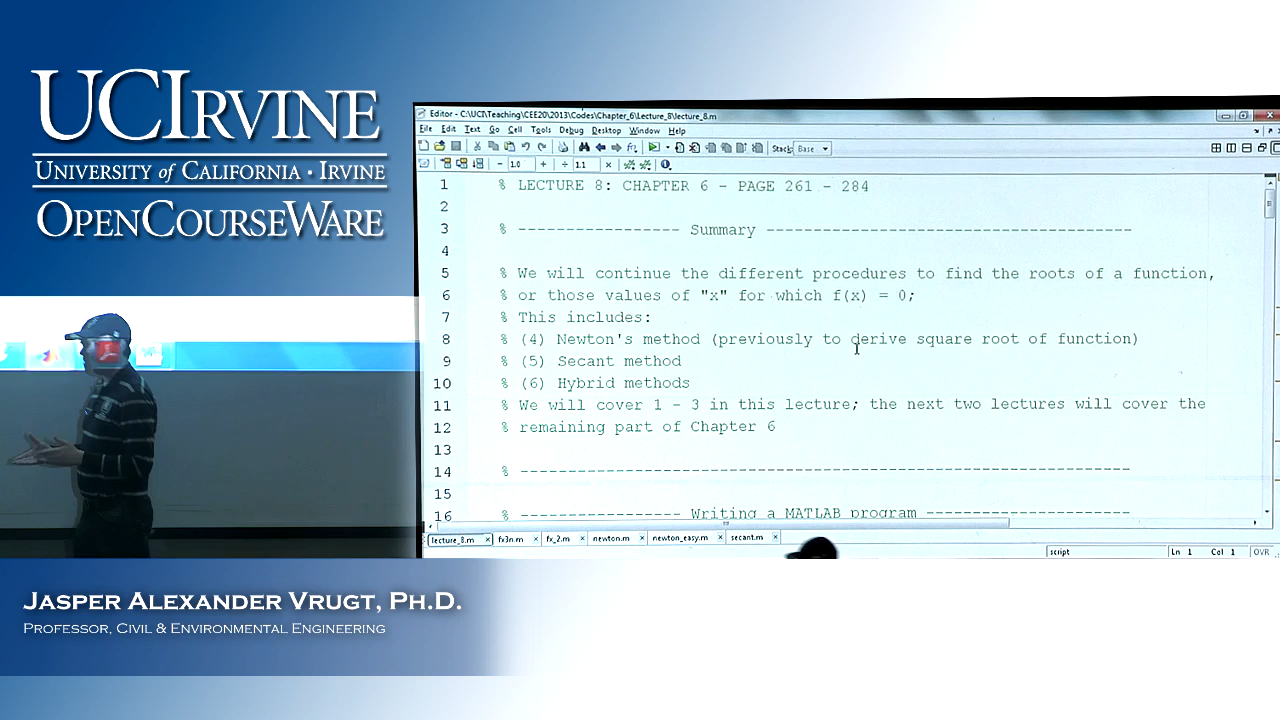 UCIRVINE
UNIVERSITY of CALIFORNIA · IRVINE
OPENCOURSEWARE
Editor - C:\UCI\Teaching\CEE20\2013\Codes\Chapter_6\Lecture_8\lecture_8.m
File Edit Text Go Cell Tools Debug Desktop Window Help
Stack: Base
1.0 1.1
1 % LECTURE 8: CHAPTER 6 - PAGE 261 - 284
2
3 % ----------------- Summary ---------------------------------------
4
5 % We will continue the different procedures to find the roots of a function,
6 % or those values of "x" for which f(x) = 0;
7 % This includes:
8 % (4) Newton's method (previously to derive square root of function)
9 % (5) Secant method
10 % (6) Hybrid methods
11 % We will cover 1 - 3 in this lecture; the next two lectures will cover the
12 % remaining part of Chapter 6
13
14 % -----------------------------------------------------------------
15
16 % ----------------- Writing a MATLAB program ----------------------
lecture_8.m fx3n.m fx_2.m newton.m newton_easy.m secant.m
script Ln 1 Col 1 OVR
JASPER ALEXANDER VRUGT, PH.D.
PROFESSOR, CIVIL & ENVIRONMENTAL ENGINEERING